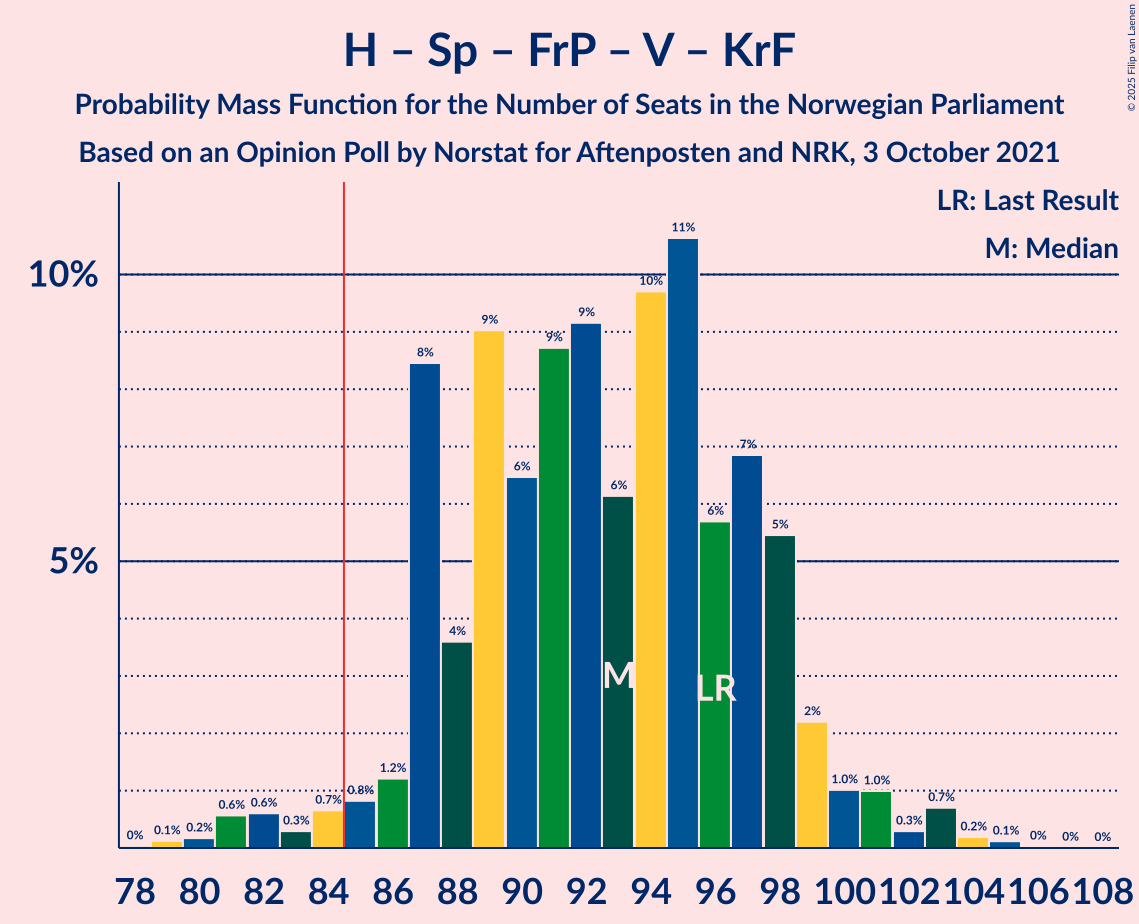 H – Sp – FrP – V – KrF
Probability Mass Function for the Number of Seats in the Norwegian Parliament
Based on an Opinion Poll by Norstat for Aftenposten and NRK, 3 October 2021
© 2025 Filip van Laenen
LR: Last Result
M: Median
10%
5%
0% 0.1% 0.2% 0.6% 0.6% 0.3% 0.7% 0.8% 1.2% 8% 4% 9% 6% 9% 9% 6% 10% 11% 6% 7% 5% 2% 1.0% 1.0% 0.3% 0.7% 0.2% 0.1% 0% 0% 0%
M
LR
78 80 82 84 86 88 90 92 94 96 98 100 102 104 106 108